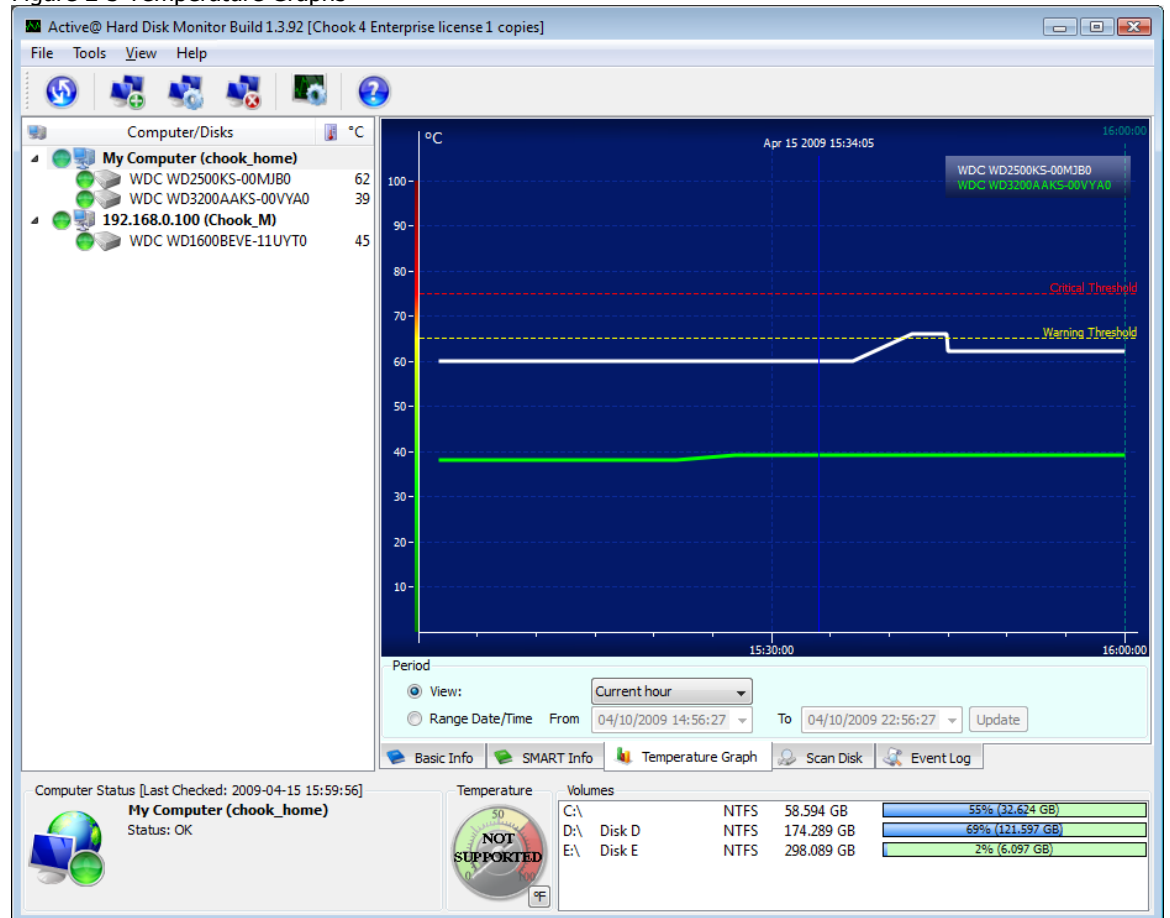 Figure 2-3 Temperature Graphs
Active@ Hard Disk Monitor Build 1.3.92 [Chook 4 Enterprise license 1 copies]
File Tools View Help
Computer/Disks °C
My Computer (chook_home)
WDC WD2500KS-00MJB0 62
WDC WD3200AAKS-00VYA0 39
192.168.0.100 (Chook_M)
WDC WD1600BEVE-11UYT0 45
°C
Apr 15 2009 15:34:05
16:00:00
WDC WD2500KS-00MJB0
WDC WD3200AAKS-00VYA0
100
90
80
Critical Threshold
70
Warning Threshold
60
50
40
30
20
10
15:30:00
16:00:00
Period
View: Current hour
Range Date/Time From 04/10/2009 14:56:27 To 04/10/2009 22:56:27 Update
Basic Info SMART Info Temperature Graph Scan Disk Event Log
Computer Status [Last Checked: 2009-04-15 15:59:56]
My Computer (chook_home)
Status: OK
Temperature
50
NOT
SUPPORTED
0 100
°F
Volumes
C:\ NTFS 58.594 GB 55% (32.624 GB)
D:\ Disk D NTFS 174.289 GB 69% (121.597 GB)
E:\ Disk E NTFS 298.089 GB 2% (6.097 GB)